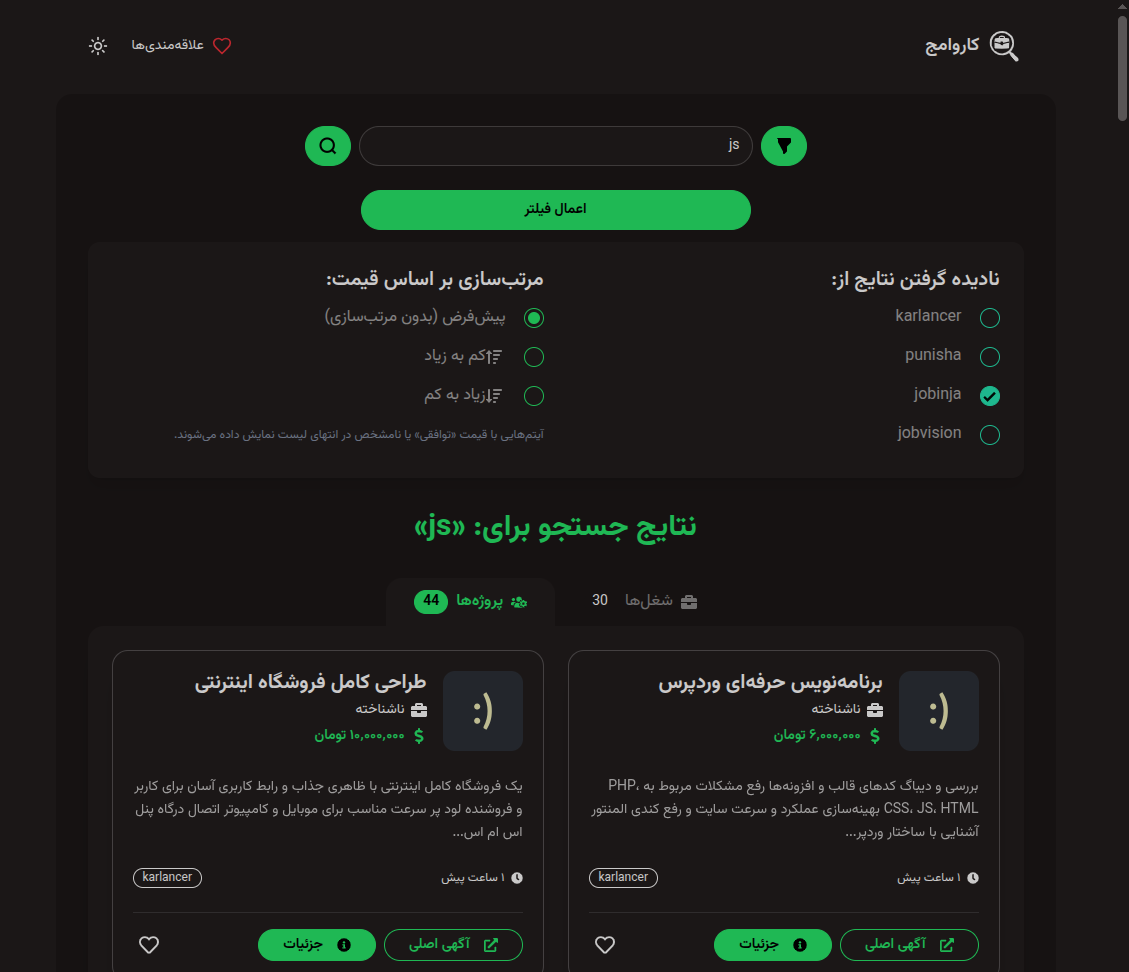 کاروامچ
علاقه‌مندی‌ها
js
اعمال فیلتر
نادیده گرفتن نتایج از:
karlancer
punisha
jobinja
jobvision
مرتب‌سازی بر اساس قیمت:
پیش‌فرض (بدون مرتب‌سازی)
کم به زیاد
زیاد به کم
آیتم‌هایی با قیمت «توافقی» یا نامشخص در انتهای لیست نمایش داده می‌شوند.
نتایج جستجو برای: «js»
شغل‌ها 30
پروژه‌ها 44
برنامه‌نویس حرفه‌ای وردپرس
ناشناخته
۶,۰۰۰,۰۰۰ تومان
بررسی و دیباگ کدهای قالب و افزونه‌ها رفع مشکلات مربوط به PHP،
CSS، JS، HTML بهینه‌سازی عملکرد و سرعت سایت و رفع کندی المنتور
آشنایی با ساختار وردپر...
۱ ساعت پیش
karlancer
آگهی اصلی
جزئیات
طراحی کامل فروشگاه اینترنتی
ناشناخته
۱۰,۰۰۰,۰۰۰ تومان
یک فروشگاه کامل اینترنتی با ظاهری جذاب و رابط کاربری آسان برای کاربر
و فروشنده لود پر سرعت مناسب برای موبایل و کامپیوتر اتصال درگاه پنل
اس ام اس...
۱ ساعت پیش
karlancer
آگهی اصلی
جزئیات